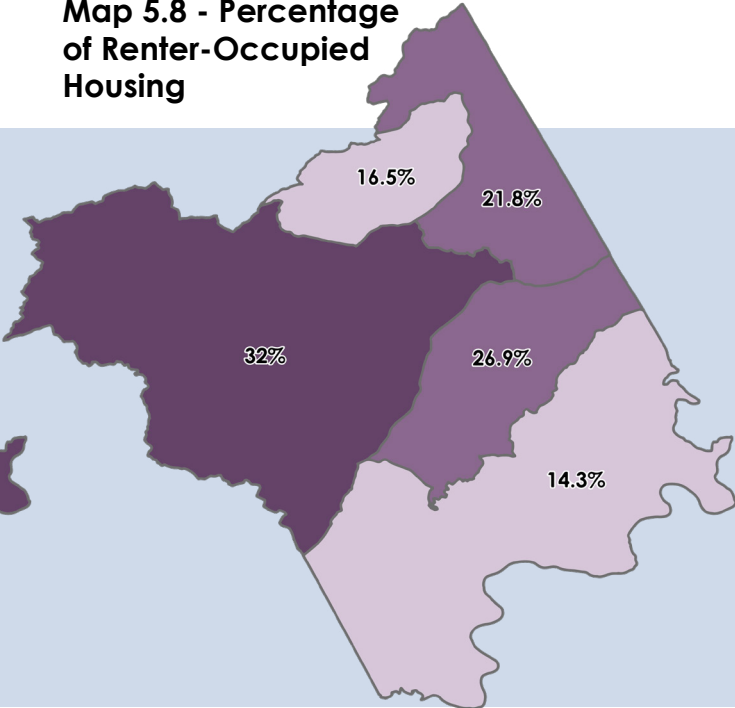 Map 5.8 - Percentage
of Renter-Occupied
Housing
16.5%
21.8%
32%
26.9%
14.3%